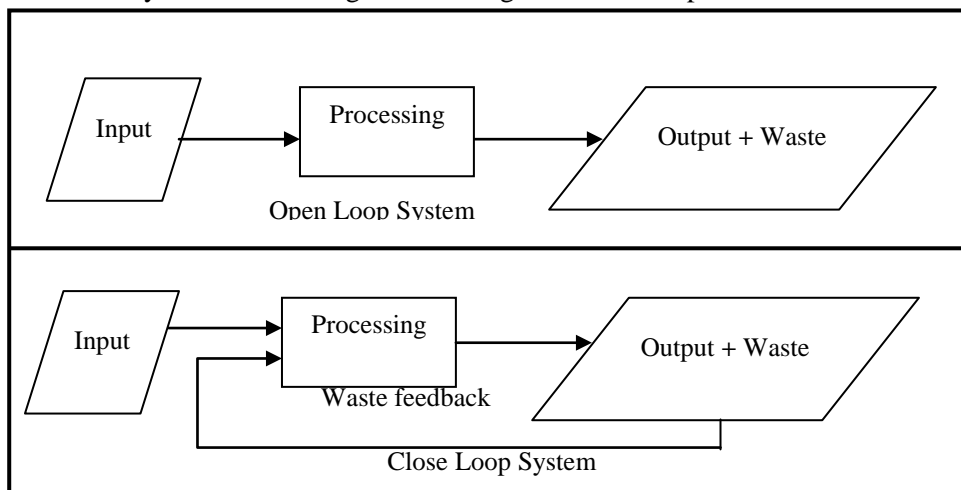 Input
Processing
Output + Waste
Open Loop System
Input
Processing
Output + Waste
Waste feedback
Close Loop System